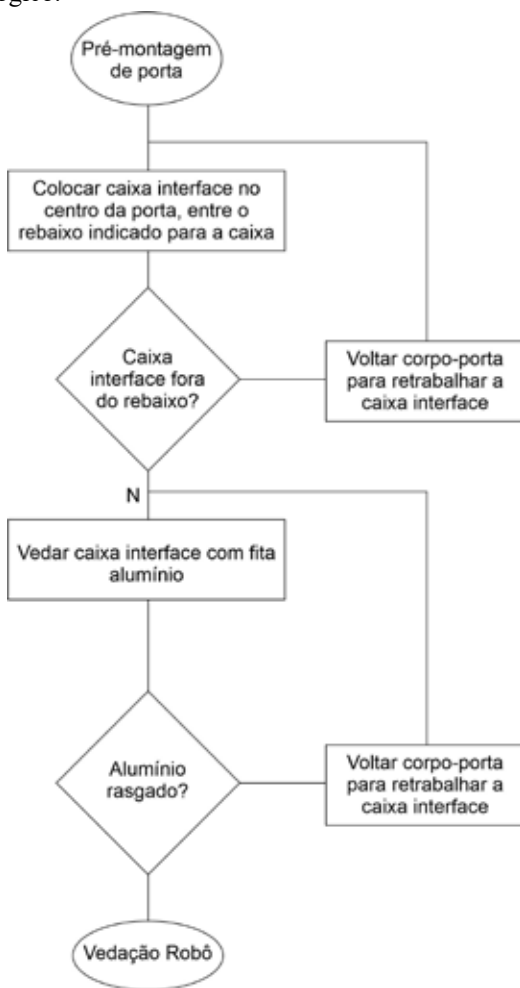 Pré-montagem
de porta
Colocar caixa interface no
centro da porta, entre o
rebaixo indicado para a caixa
Caixa
interface fora
do rebaixo?
Voltar corpo-porta
para retrabalhar a
caixa interface
N
Vedar caixa interface com fita
alumínio
Alumínio
rasgado?
Voltar corpo-porta
para retrabalhar a
caixa interface
Vedação Robô